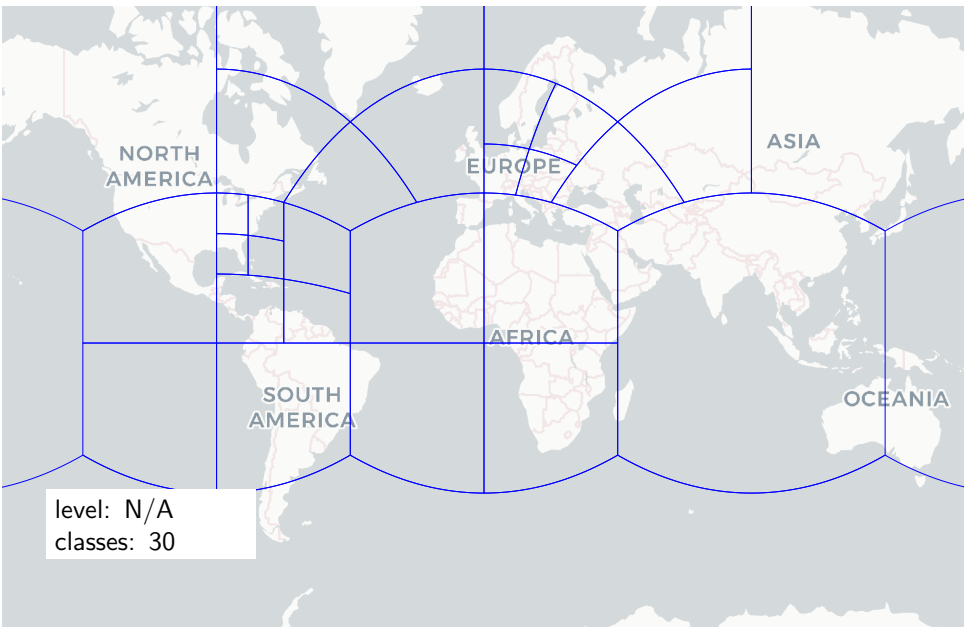 ASIA
NORTH
AMERICA
EUROPE
AFRICA
SOUTH
AMERICA
OCEANIA
level: N/A
classes: 30